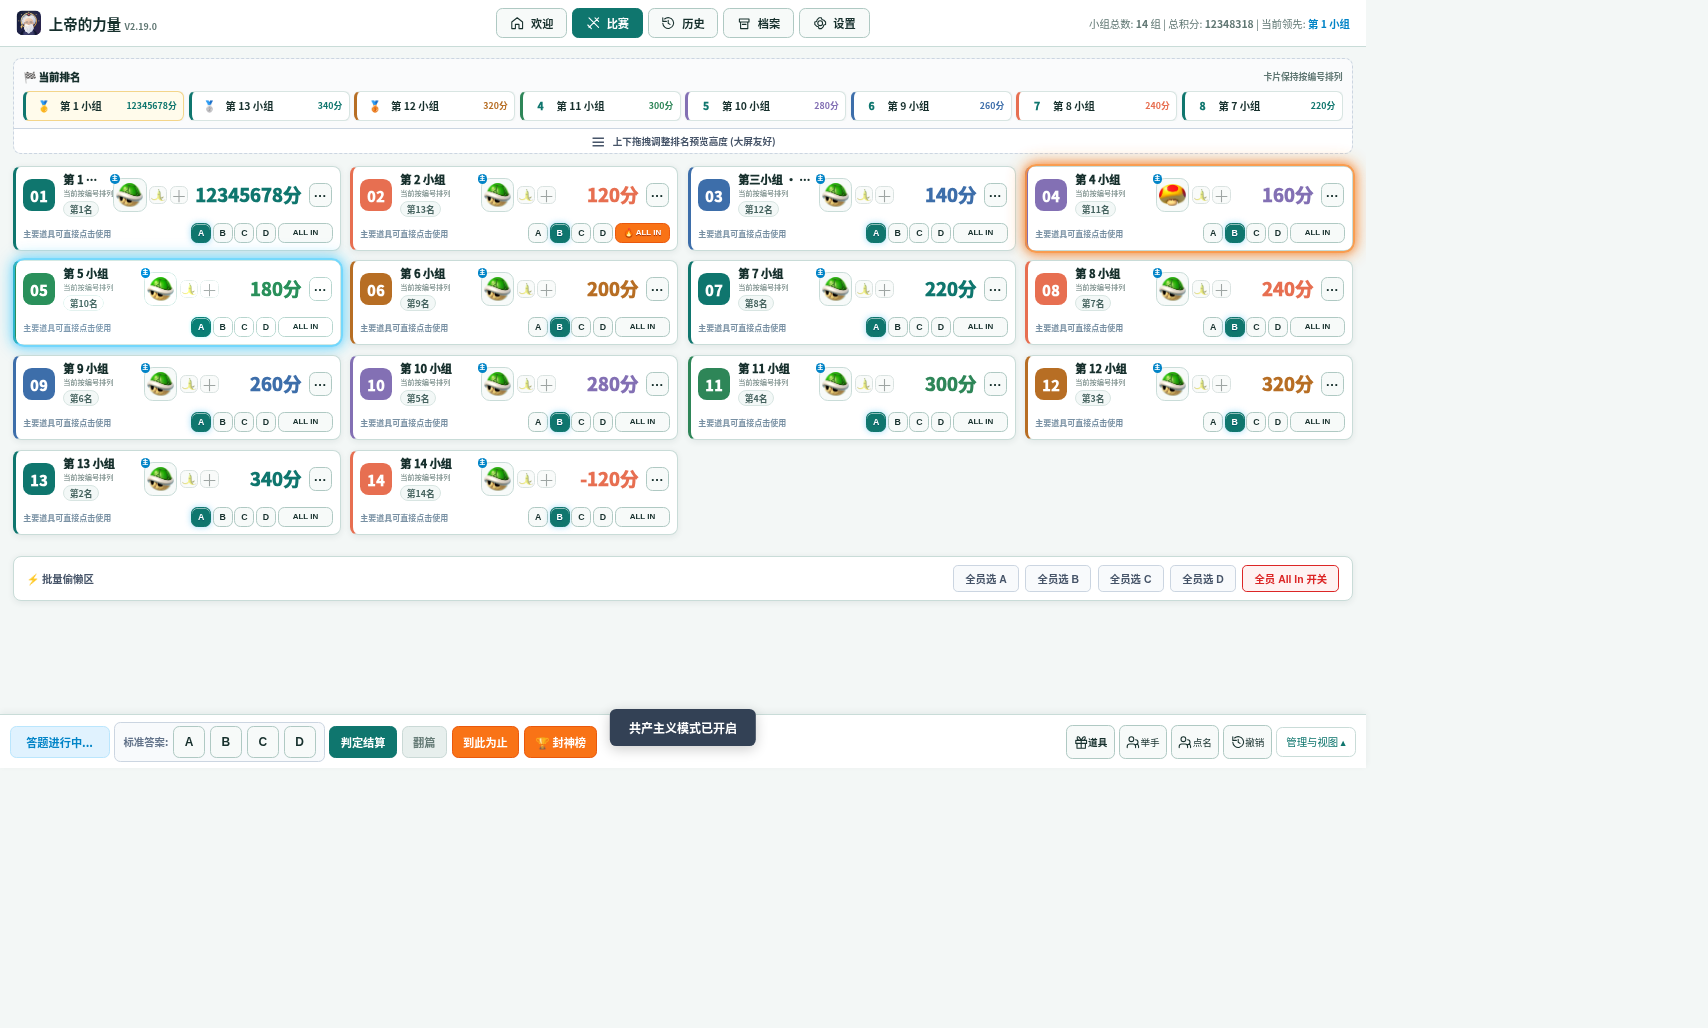 上帝的力量 V2.19.0
欢迎
比赛
历史
档案
设置
小组总数: 14 组 | 总积分: 12348318 | 当前领先: 第 1 小组
当前排名
卡片保持按编号排列
第 1 小组 12345678分
第 13 小组 340分
第 12 小组 320分
4 第 11 小组 300分
5 第 10 小组 280分
6 第 9 小组 260分
7 第 8 小组 240分
8 第 7 小组 220分
上下拖拽调整排名预览高度 (大屏友好)
01 第 1 ··· 主 12345678分 ···
当前按编号排列
第1名
主要道具可直接点击使用 A B C D ALL IN
02 第 2 小组 主 120分 ···
当前按编号排列
第13名
主要道具可直接点击使用 A B C D ALL IN
03 第三小组 · ··· 主 140分 ···
当前按编号排列
第12名
主要道具可直接点击使用 A B C D ALL IN
04 第 4 小组 主 160分 ···
当前按编号排列
第11名
主要道具可直接点击使用 A B C D ALL IN
05 第 5 小组 主 180分 ···
当前按编号排列
第10名
主要道具可直接点击使用 A B C D ALL IN
06 第 6 小组 主 200分 ···
当前按编号排列
第9名
主要道具可直接点击使用 A B C D ALL IN
07 第 7 小组 主 220分 ···
当前按编号排列
第8名
主要道具可直接点击使用 A B C D ALL IN
08 第 8 小组 主 240分 ···
当前按编号排列
第7名
主要道具可直接点击使用 A B C D ALL IN
09 第 9 小组 主 260分 ···
当前按编号排列
第6名
主要道具可直接点击使用 A B C D ALL IN
10 第 10 小组 主 280分 ···
当前按编号排列
第5名
主要道具可直接点击使用 A B C D ALL IN
11 第 11 小组 主 300分 ···
当前按编号排列
第4名
主要道具可直接点击使用 A B C D ALL IN
12 第 12 小组 主 320分 ···
当前按编号排列
第3名
主要道具可直接点击使用 A B C D ALL IN
13 第 13 小组 主 340分 ···
当前按编号排列
第2名
主要道具可直接点击使用 A B C D ALL IN
14 第 14 小组 主 -120分 ···
当前按编号排列
第14名
主要道具可直接点击使用 A B C D ALL IN
批量偷懒区
全员选 A
全员选 B
全员选 C
全员选 D
全员 All In 开关
共产主义模式已开启
答题进行中...
标准答案: A B C D
判定结算
翻篇
到此为止
封神榜
道具
举手
点名
撤销
管理与视图 ▴